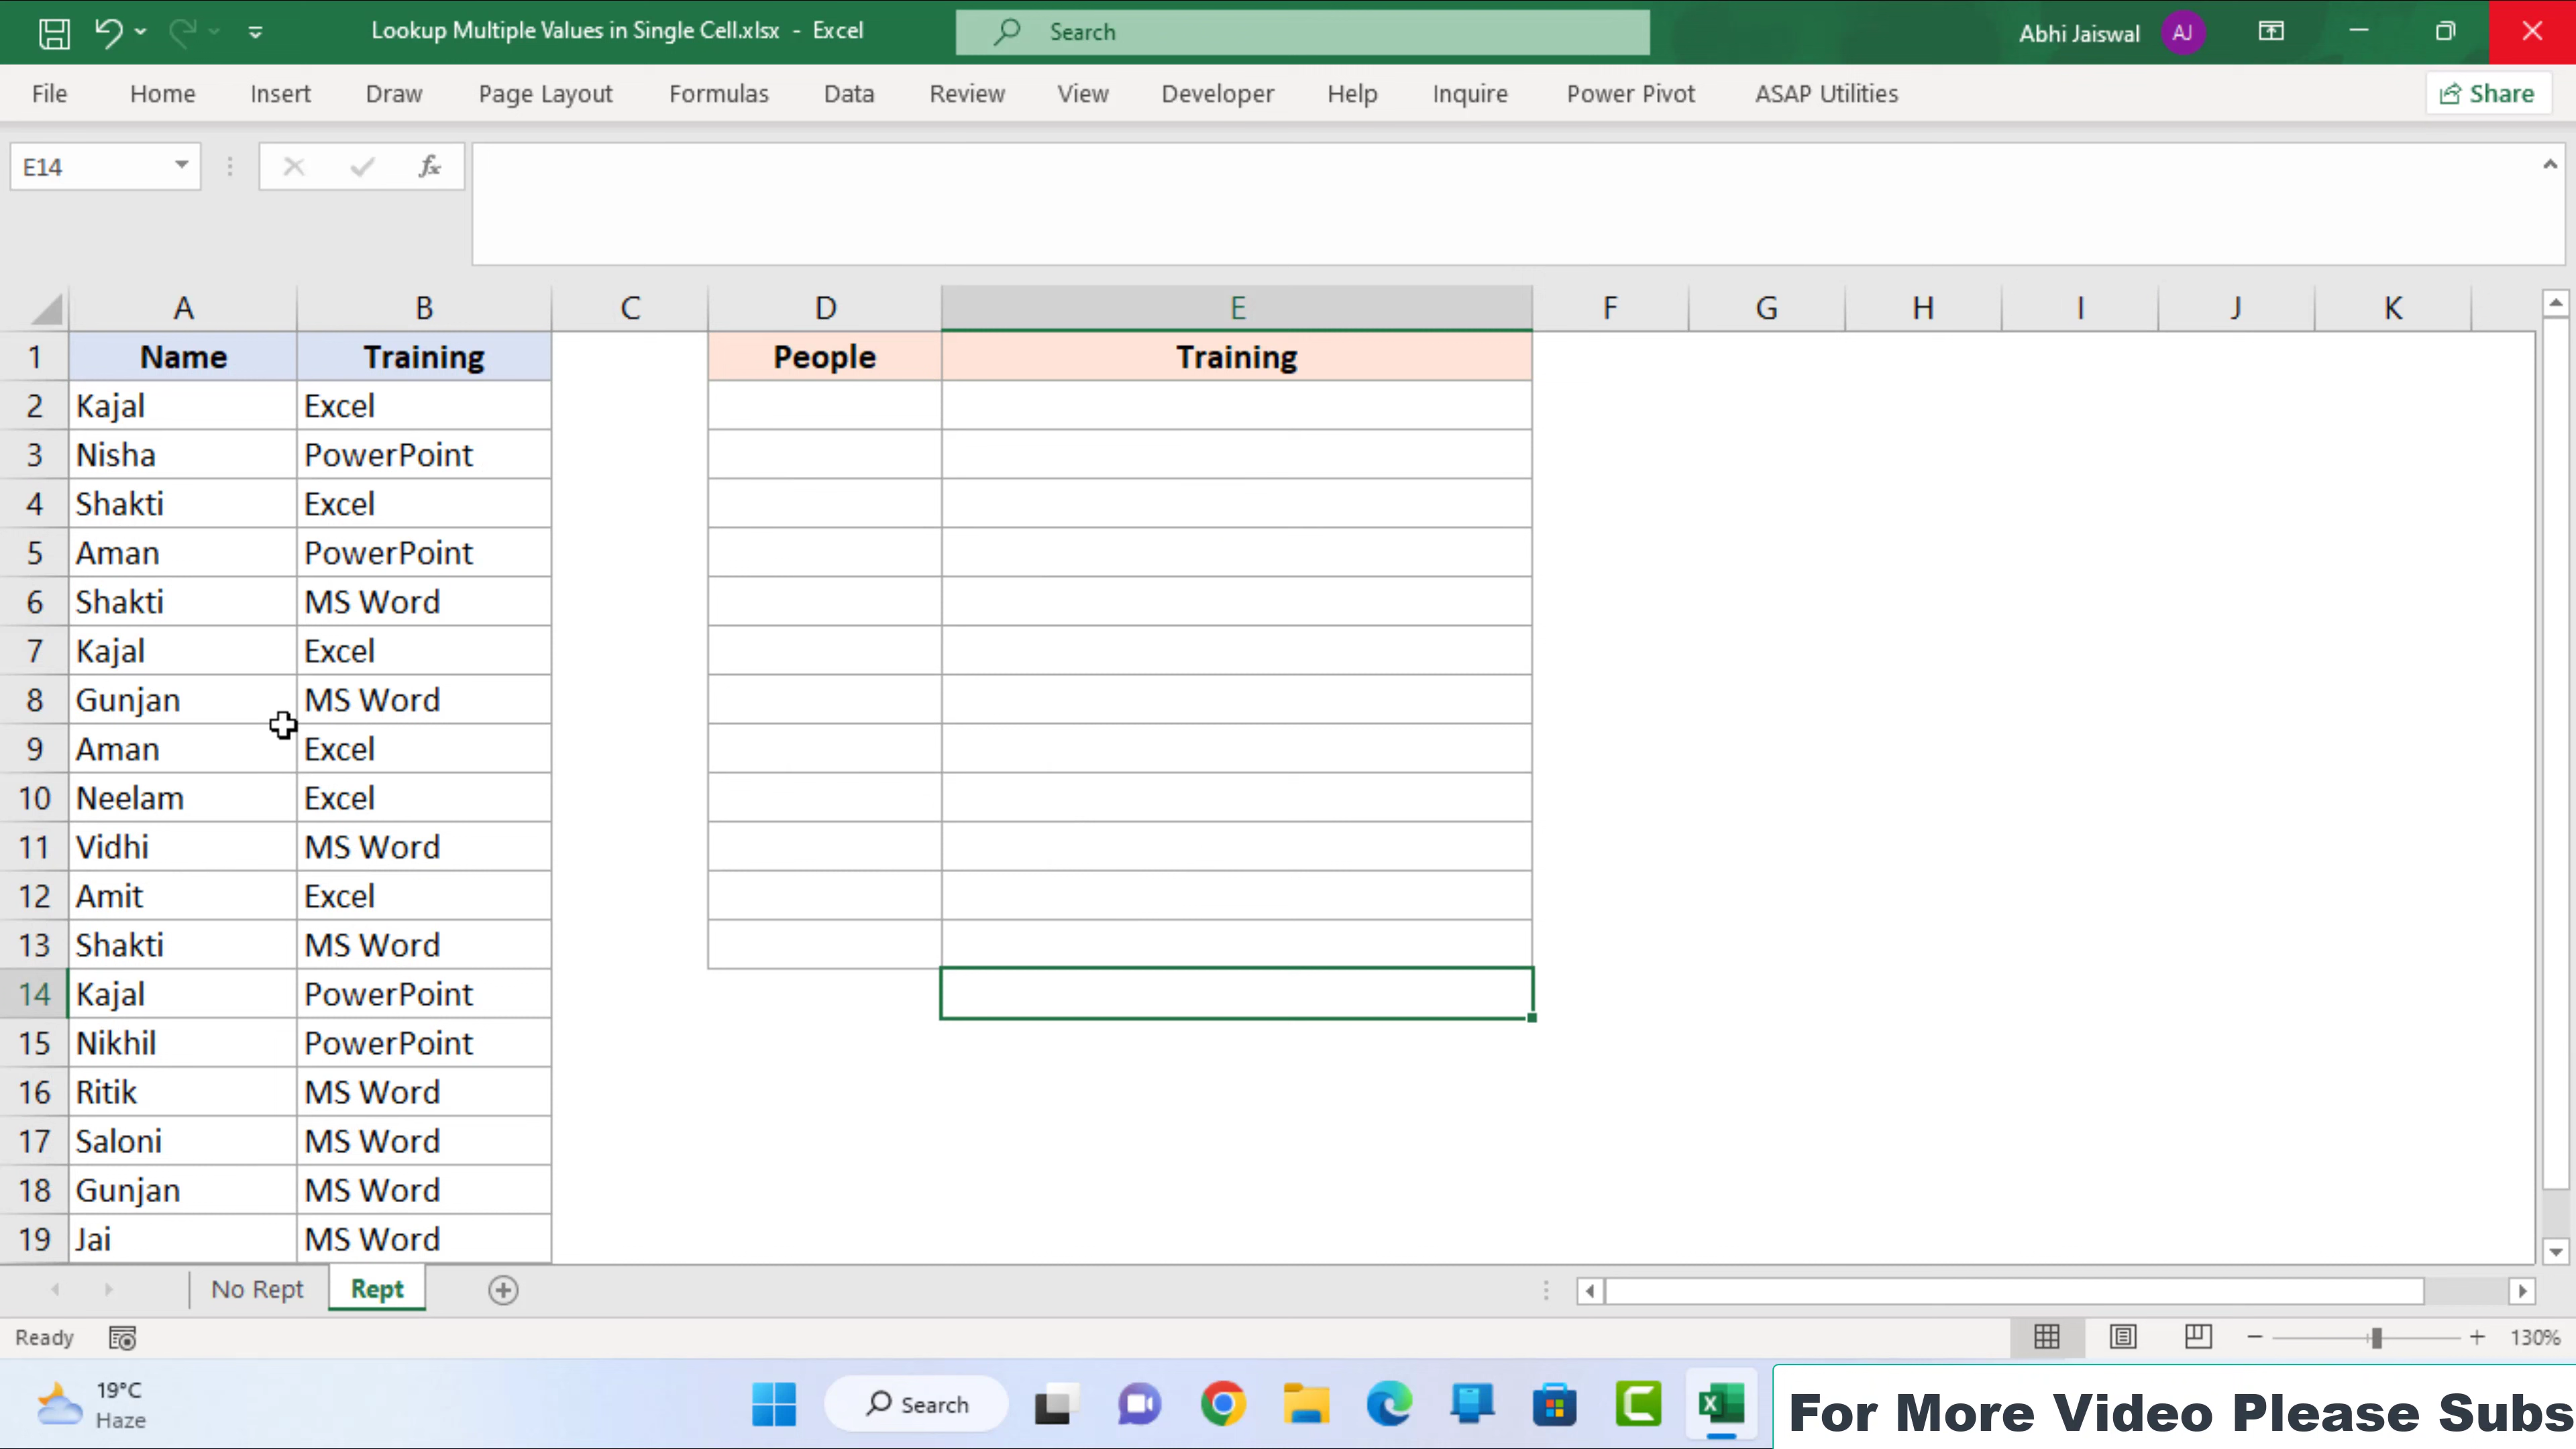 Lookup Multiple Values in Single Cell.xlsx - Excel
Search
Abhi Jaiswal AJ
File Home Insert Draw Page Layout Formulas Data Review View Developer Help Inquire Power Pivot ASAP Utilities Share
E14 fx
A B C D E F G H I J K
1 Name Training People Training
2 Kajal Excel
3 Nisha PowerPoint
4 Shakti Excel
5 Aman PowerPoint
6 Shakti MS Word
7 Kajal Excel
8 Gunjan MS Word
9 Aman Excel
10 Neelam Excel
11 Vidhi MS Word
12 Amit Excel
13 Shakti MS Word
14 Kajal PowerPoint
15 Nikhil PowerPoint
16 Ritik MS Word
17 Saloni MS Word
18 Gunjan MS Word
19 Jai MS Word
No Rept Rept
Ready 130%
19°C
Haze
Search
For More Video Please Subs